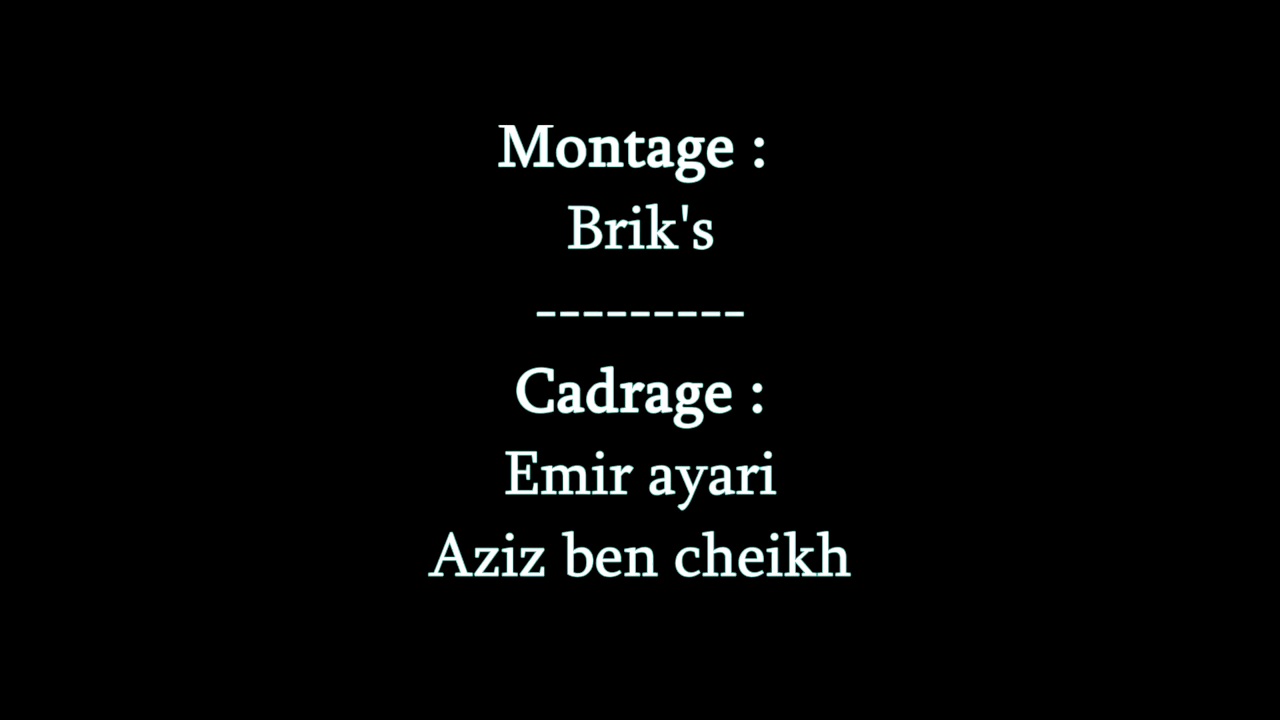 Montage :
Brik's
---------
Cadrage :
Emir ayari
Aziz ben cheikh